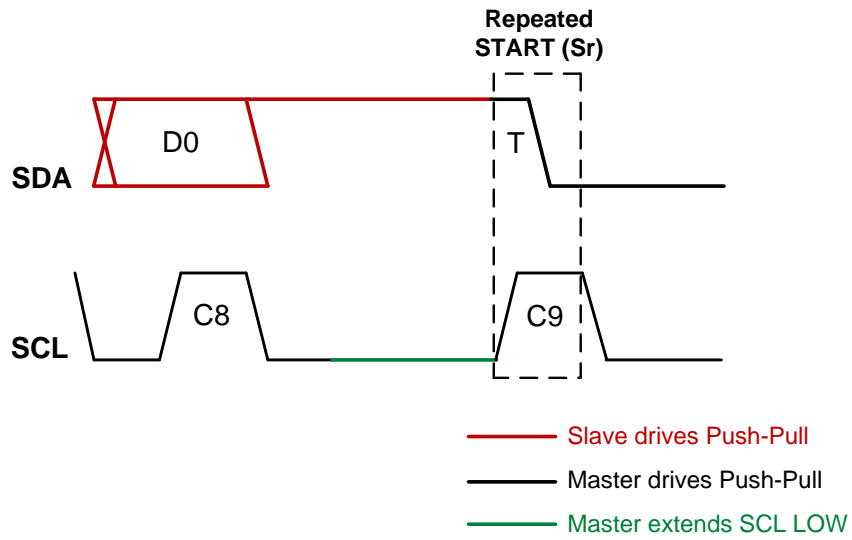 Repeated
START (Sr)
D0
T
SDA
C8
C9
SCL
Slave drives Push-Pull
Master drives Push-Pull
Master extends SCL LOW